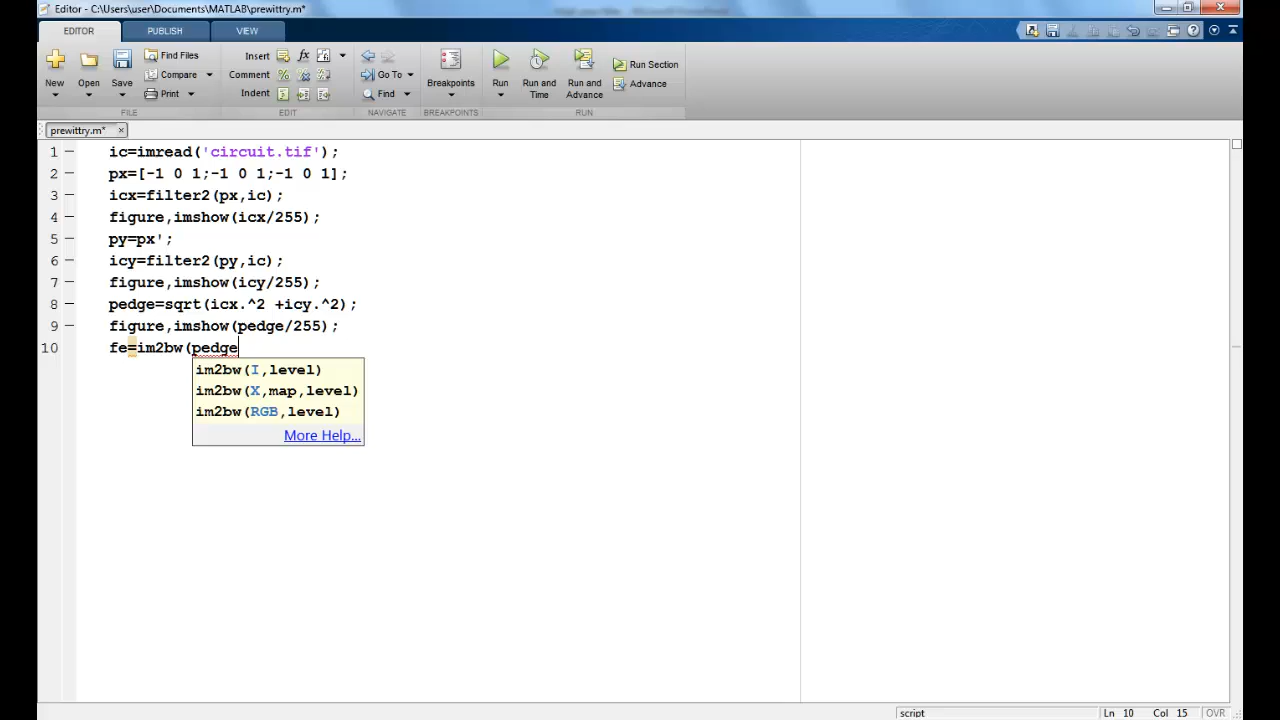 Editor - C:\Users\user\Documents\MATLAB\prewittry.m*
EDITOR PUBLISH VIEW
New Open Save Find Files Compare Print
Insert Comment Indent
Go To Find
Breakpoints
Run Run and Time Run and Advance Run Section Advance
FILE EDIT NAVIGATE BREAKPOINTS RUN
prewittry.m*
1 ic=imread('circuit.tif');
2 px=[-1 0 1;-1 0 1;-1 0 1];
3 icx=filter2(px,ic);
4 figure,imshow(icx/255);
5 py=px';
6 icy=filter2(py,ic);
7 figure,imshow(icy/255);
8 pedge=sqrt(icx.^2 +icy.^2);
9 figure,imshow(pedge/255);
10 fe=im2bw(pedge
im2bw(I,level)
im2bw(X,map,level)
im2bw(RGB,level)
More Help...
script Ln 10 Col 15 OVR